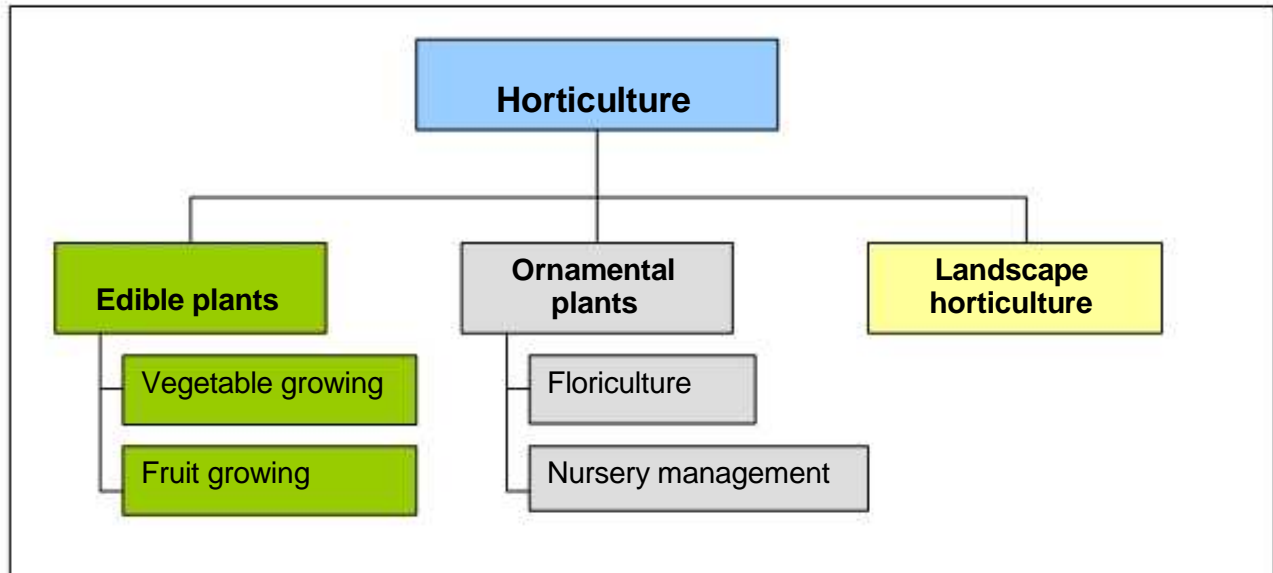 Horticulture
Edible plants
Vegetable growing
Fruit growing
Ornamental
plants
Floriculture
Nursery management
Landscape
horticulture